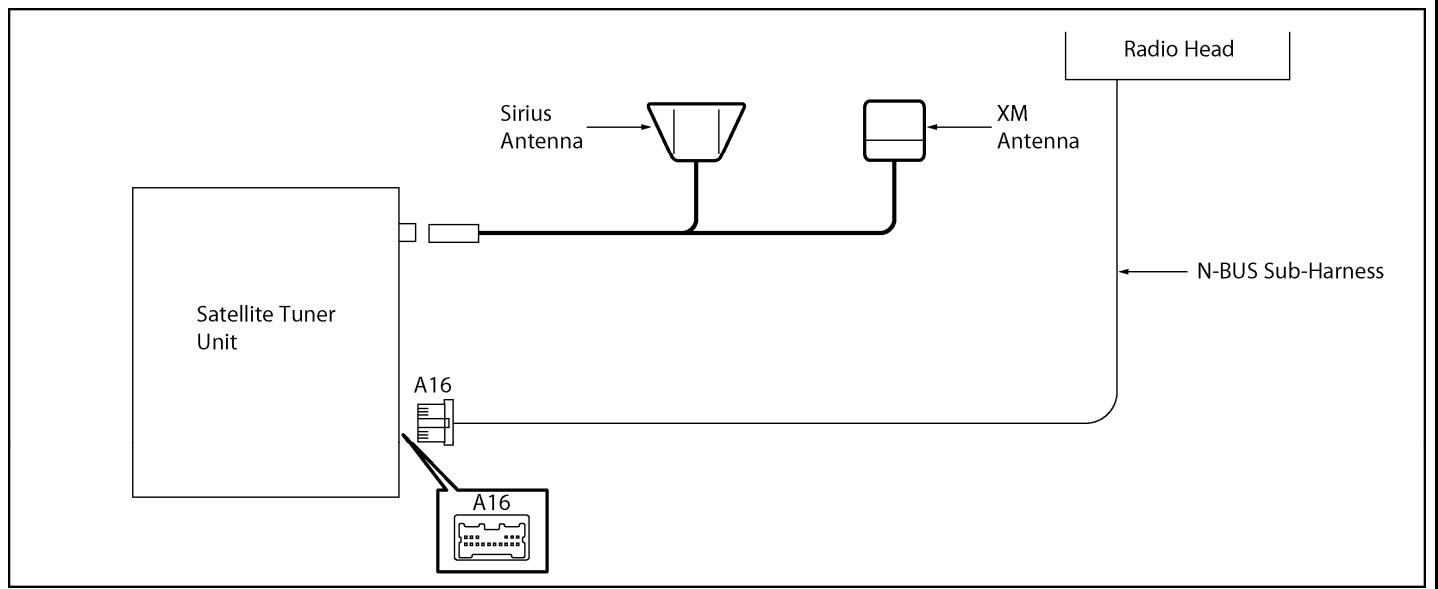 Radio Head
Sirius
Antenna
XM
Antenna
N-BUS Sub-Harness
Satellite Tuner
Unit
A16
A16